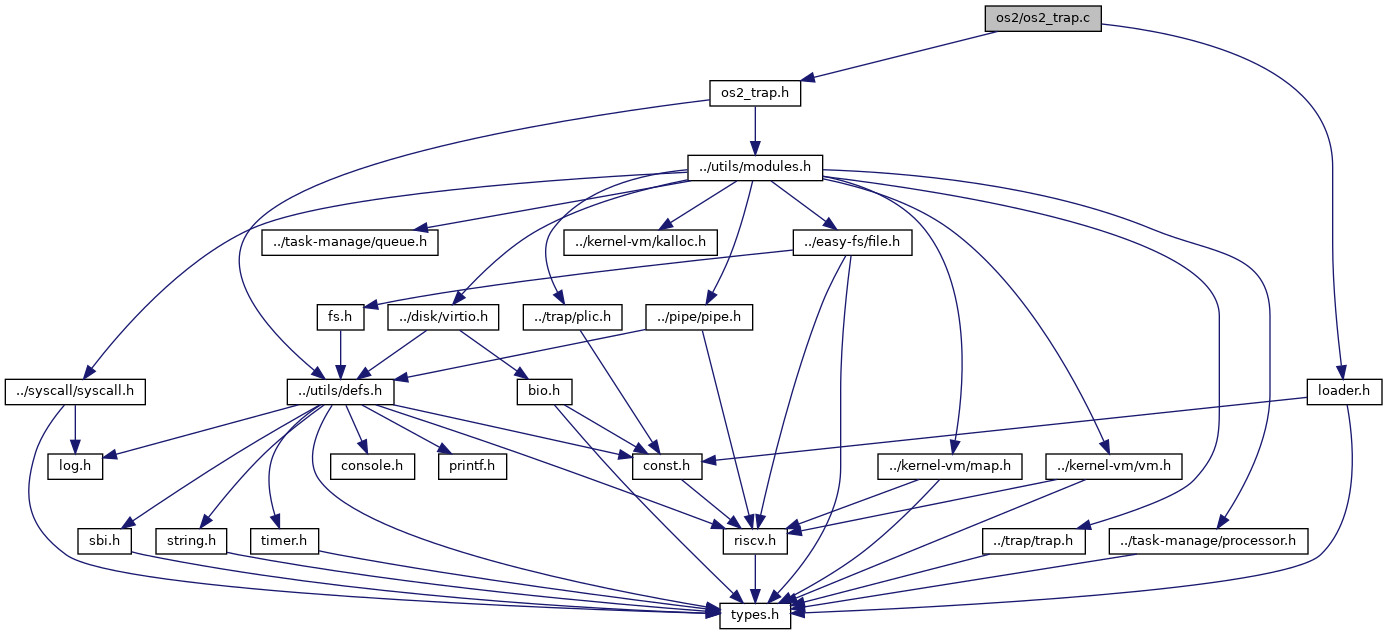 os2/os2_trap.c
os2_trap.h
../utils/modules.h
../task-manage/queue.h
../kernel-vm/kalloc.h
../easy-fs/file.h
fs.h
../disk/virtio.h
../trap/plic.h
../pipe/pipe.h
../syscall/syscall.h
../utils/defs.h
bio.h
loader.h
log.h
console.h
printf.h
const.h
../kernel-vm/map.h
../kernel-vm/vm.h
sbi.h
string.h
timer.h
riscv.h
../trap/trap.h
../task-manage/processor.h
types.h